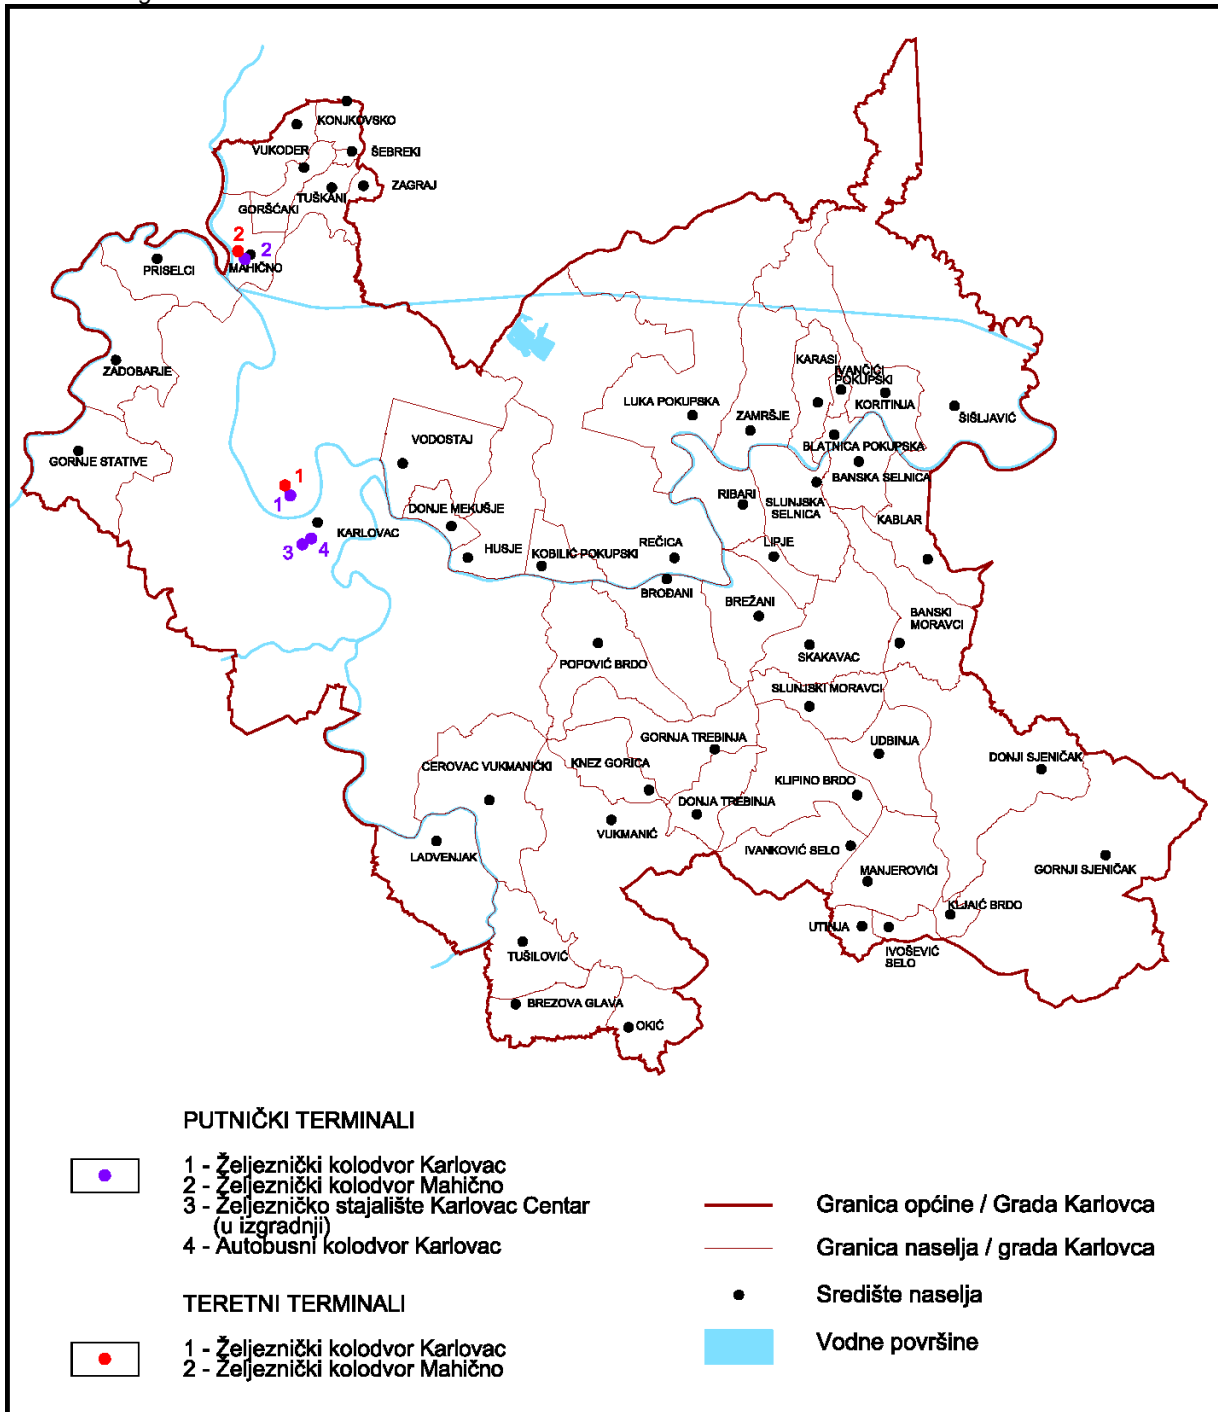 KONJKOVSKO
VUKODER
ŠEBREKI
ZAGRAJ
TUŠKANI
GORŠĆAKI
2
2
MAHIČNO
PRISELCI
ZADOBARJE
KARASI
IVANČIĆI
POKUPSKI
KORITINJA
LUKA POKUPSKA
ZAMRŠJE
ŠIŠLJAVIĆ
VODOSTAJ
BLATNICA POKUPSKA
GORNJE STATIVE
BANSKA SELNICA
1
1
RIBARI
SLUNJSKA
SELNICA
DONJE MEKUŠJE
KABLAR
KARLOVAC
3
4
HUSJE
KOBILIĆ POKUPSKI
REČICA
LIPJE
BROĐANI
BREŽANI
BANSKI
MORAVCI
POPOVIĆ BRDO
SKAKAVAC
SLUNJSKI MORAVCI
GORNJA TREBINJA
UDBINJA
DONJI SJENIČAK
CEROVAC VUKMANIČKI
KNEZ GORICA
KLIPINO BRDO
DONJA TREBINJA
VUKMANIĆ
LADVENJAK
IVANKOVIĆ SELO
MANJEROVIĆI
GORNJI SJENIČAK
KLJAIĆ BRDO
UTINJA
IVOŠEVIĆ
SELO
TUŠILOVIĆ
BREZOVA GLAVA
OKIĆ
PUTNIČKI TERMINALI
1 - Željeznički kolodvor Karlovac
2 - Željeznički kolodvor Mahično
3 - Željezničko stajalište Karlovac Centar
(u izgradnji)
4 - Autobusni kolodvor Karlovac
TERETNI TERMINALI
1 - Željeznički kolodvor Karlovac
2 - Željeznički kolodvor Mahično
Granica općine / Grada Karlovca
Granica naselja / grada Karlovca
Središte naselja
Vodne površine